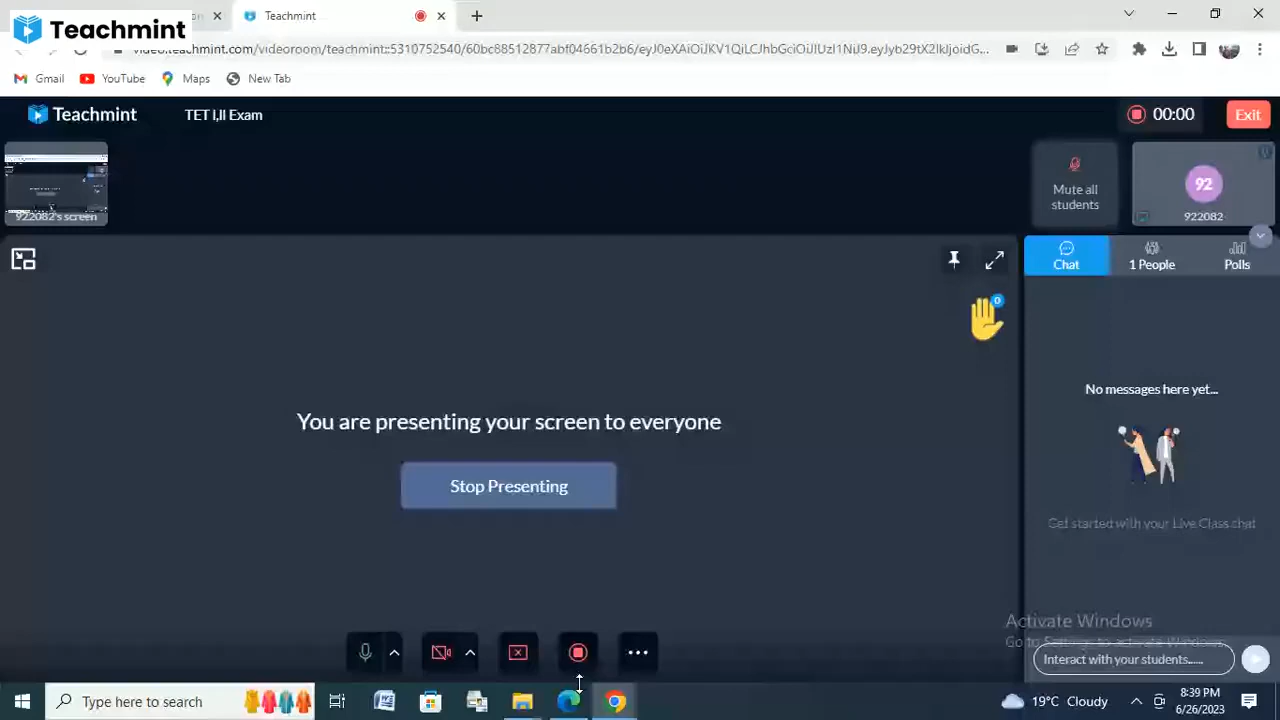 Teachmint
Teachmint
Gmail
YouTube
Maps
New Tab
Teachmint
TET I,II Exam
00:00
Exit
922082's screen
Mute all
students
92
922082
Chat
1 People
Polls
0
You are presenting your screen to everyone
Stop Presenting
No messages here yet...
Get started with your Live Class chat
Activate Windows
Go to Settings to activate Windows.
Interact with your students......
Type here to search
19°C Cloudy
8:39 PM
6/26/2023